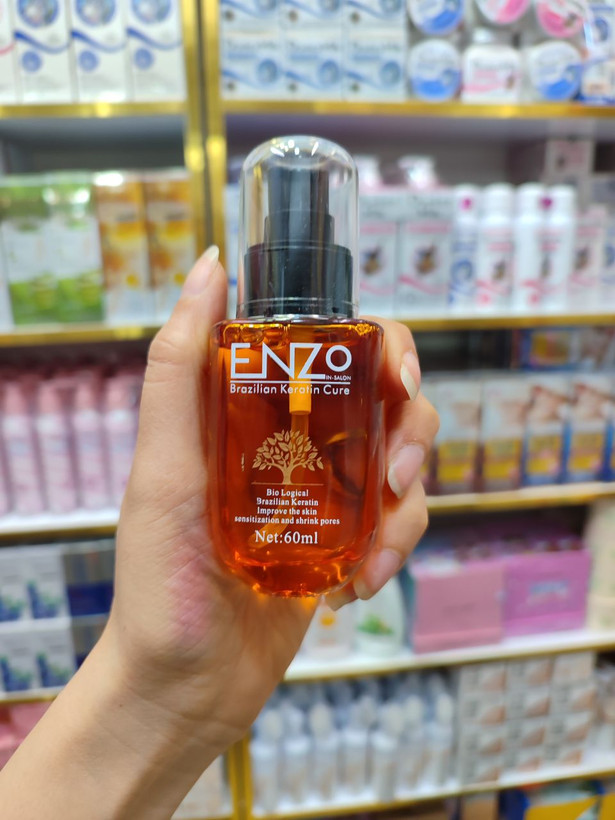 ENZO
IN-SALON
Brazilian Keratin Cure
Bio Logical
Brazilian Keratin
Improve the skin
sensitization and shrink pores
Net:60ml